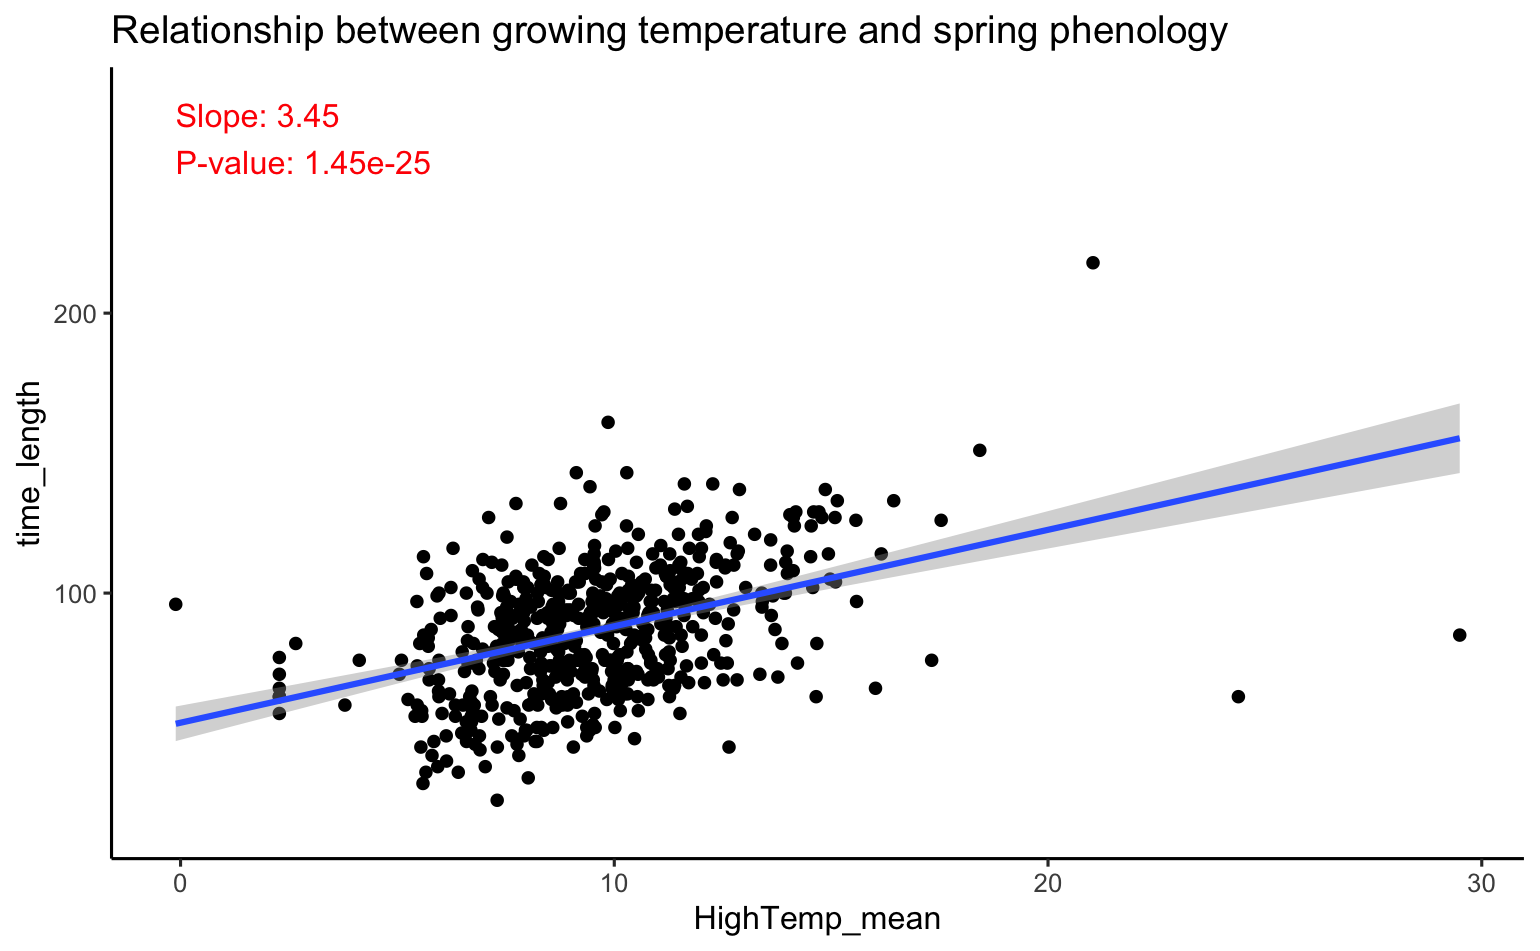 Relationship between growing temperature and spring phenology
Slope: 3.45
P-value: 1.45e-25
200
100
time_length
0 10 20 30
HighTemp_mean